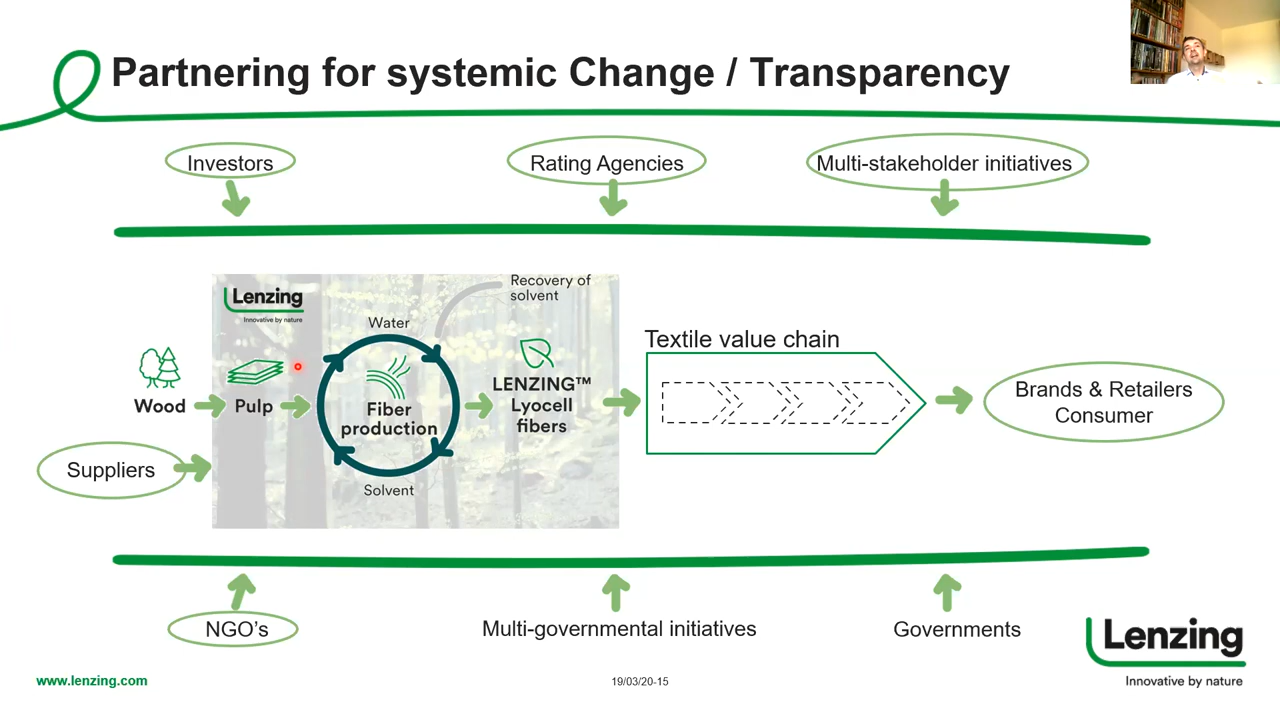 Partnering for systemic Change / Transparency
Investors
Rating Agencies
Multi-stakeholder initiatives
Lenzing
Innovative by nature
Recovery of
solvent
Water
Wood
Pulp
Fiber
production
LENZING™
Lyocell
fibers
Solvent
Textile value chain
Brands & Retailers
Consumer
Suppliers
NGO's
Multi-governmental initiatives
Governments
Lenzing
Innovative by nature
www.lenzing.com
19/03/20-15